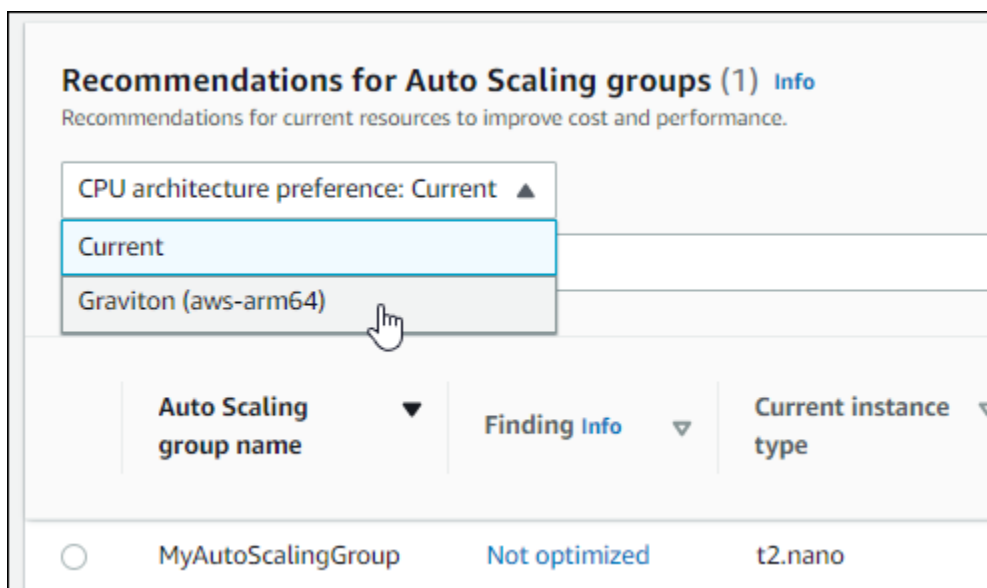 Recommendations for Auto Scaling groups (1) Info
Recommendations for current resources to improve cost and performance.
CPU architecture preference: Current
Current
Graviton (aws-arm64)
Auto Scaling
group name
Finding Info
Current instance
type
MyAutoScalingGroup Not optimized t2.nano